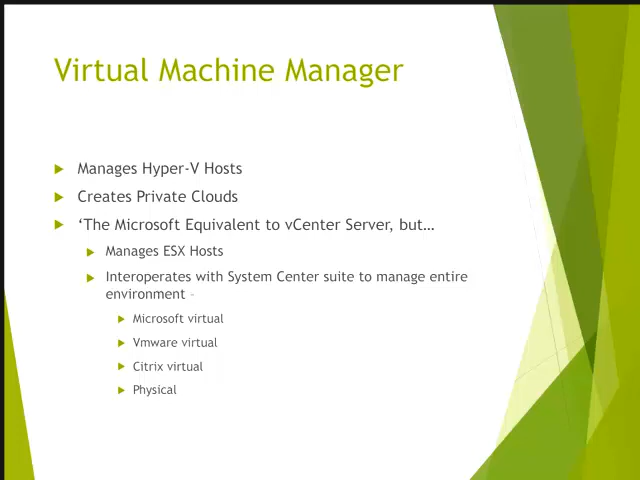 Virtual Machine Manager
Manages Hyper-V Hosts
Creates Private Clouds
‘The Microsoft Equivalent to vCenter Server, but…
Manages ESX Hosts
Interoperates with System Center suite to manage entire
environment –
Microsoft virtual
Vmware virtual
Citrix virtual
Physical